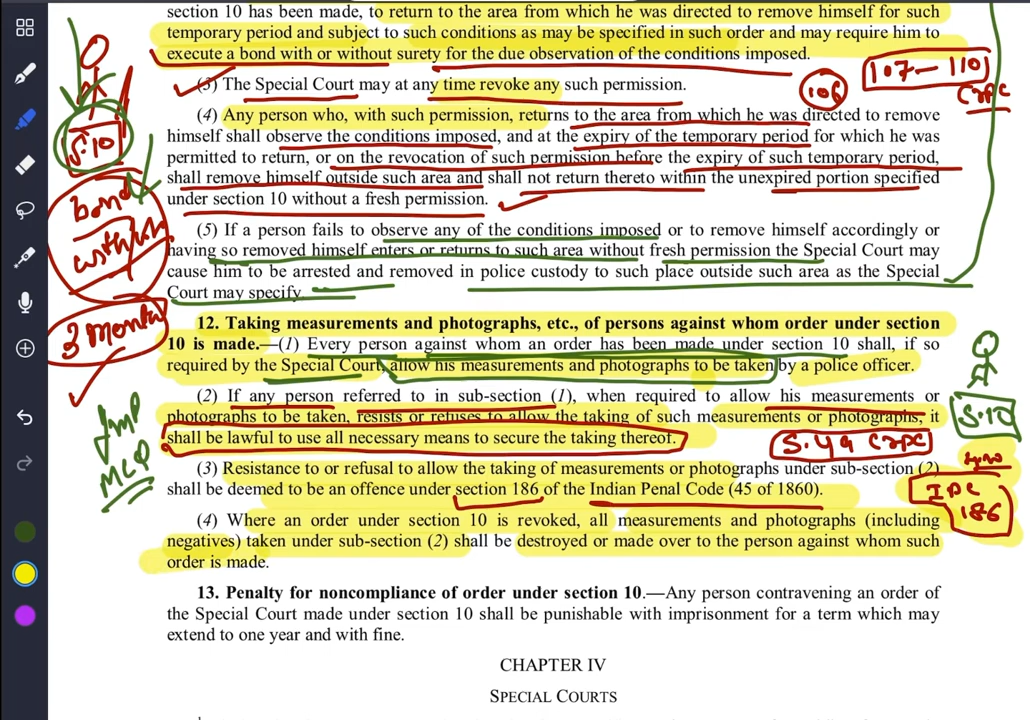 section 10 has been made, to return to the area from which he was directed to remove himself for such
temporary period and subject to such conditions as may be specified in such order and may require him to
execute a bond with or without surety for the due observation of the conditions imposed.
107 – 110
CrPC
(3) The Special Court may at any time revoke any such permission.
106
(4) Any person who, with such permission, returns to the area from which he was directed to remove
himself shall observe the conditions imposed, and at the expiry of the temporary period for which he was
S.10
permitted to return, or on the revocation of such permission before the expiry of such temporary period,
shall remove himself outside such area and shall not return thereto within the unexpired portion specified
under section 10 without a fresh permission.
bond
(5) If a person fails to observe any of the conditions imposed or to remove himself accordingly or
having so removed himself enters or returns to such area without fresh permission the Special Court may
cause him to be arrested and removed in police custody to such place outside such area as the Special
Court may specify.
3 Months
12. Taking measurements and photographs, etc., of persons against whom order under section
10 is made.—(1) Every person against whom an order has been made under section 10 shall, if so
required by the Special Court, allow his measurements and photographs to be taken by a police officer.
(2) If any person referred to in sub-section (1), when required to allow his measurements or
photographs to be taken, resists or refuses to allow the taking of such measurements or photographs, it
S.10
shall be lawful to use all necessary means to secure the taking thereof.
S.49 CrPC
Imp
MCQ
(3) Resistance to or refusal to allow the taking of measurements or photographs under sub-section (2)
shall be deemed to be an offence under section 186 of the Indian Penal Code (45 of 1860).
IPC
186
(4) Where an order under section 10 is revoked, all measurements and photographs (including
negatives) taken under sub-section (2) shall be destroyed or made over to the person against whom such
order is made.
13. Penalty for noncompliance of order under section 10.—Any person contravening an order of
the Special Court made under section 10 shall be punishable with imprisonment for a term which may
extend to one year and with fine.
CHAPTER IV
SPECIAL COURTS